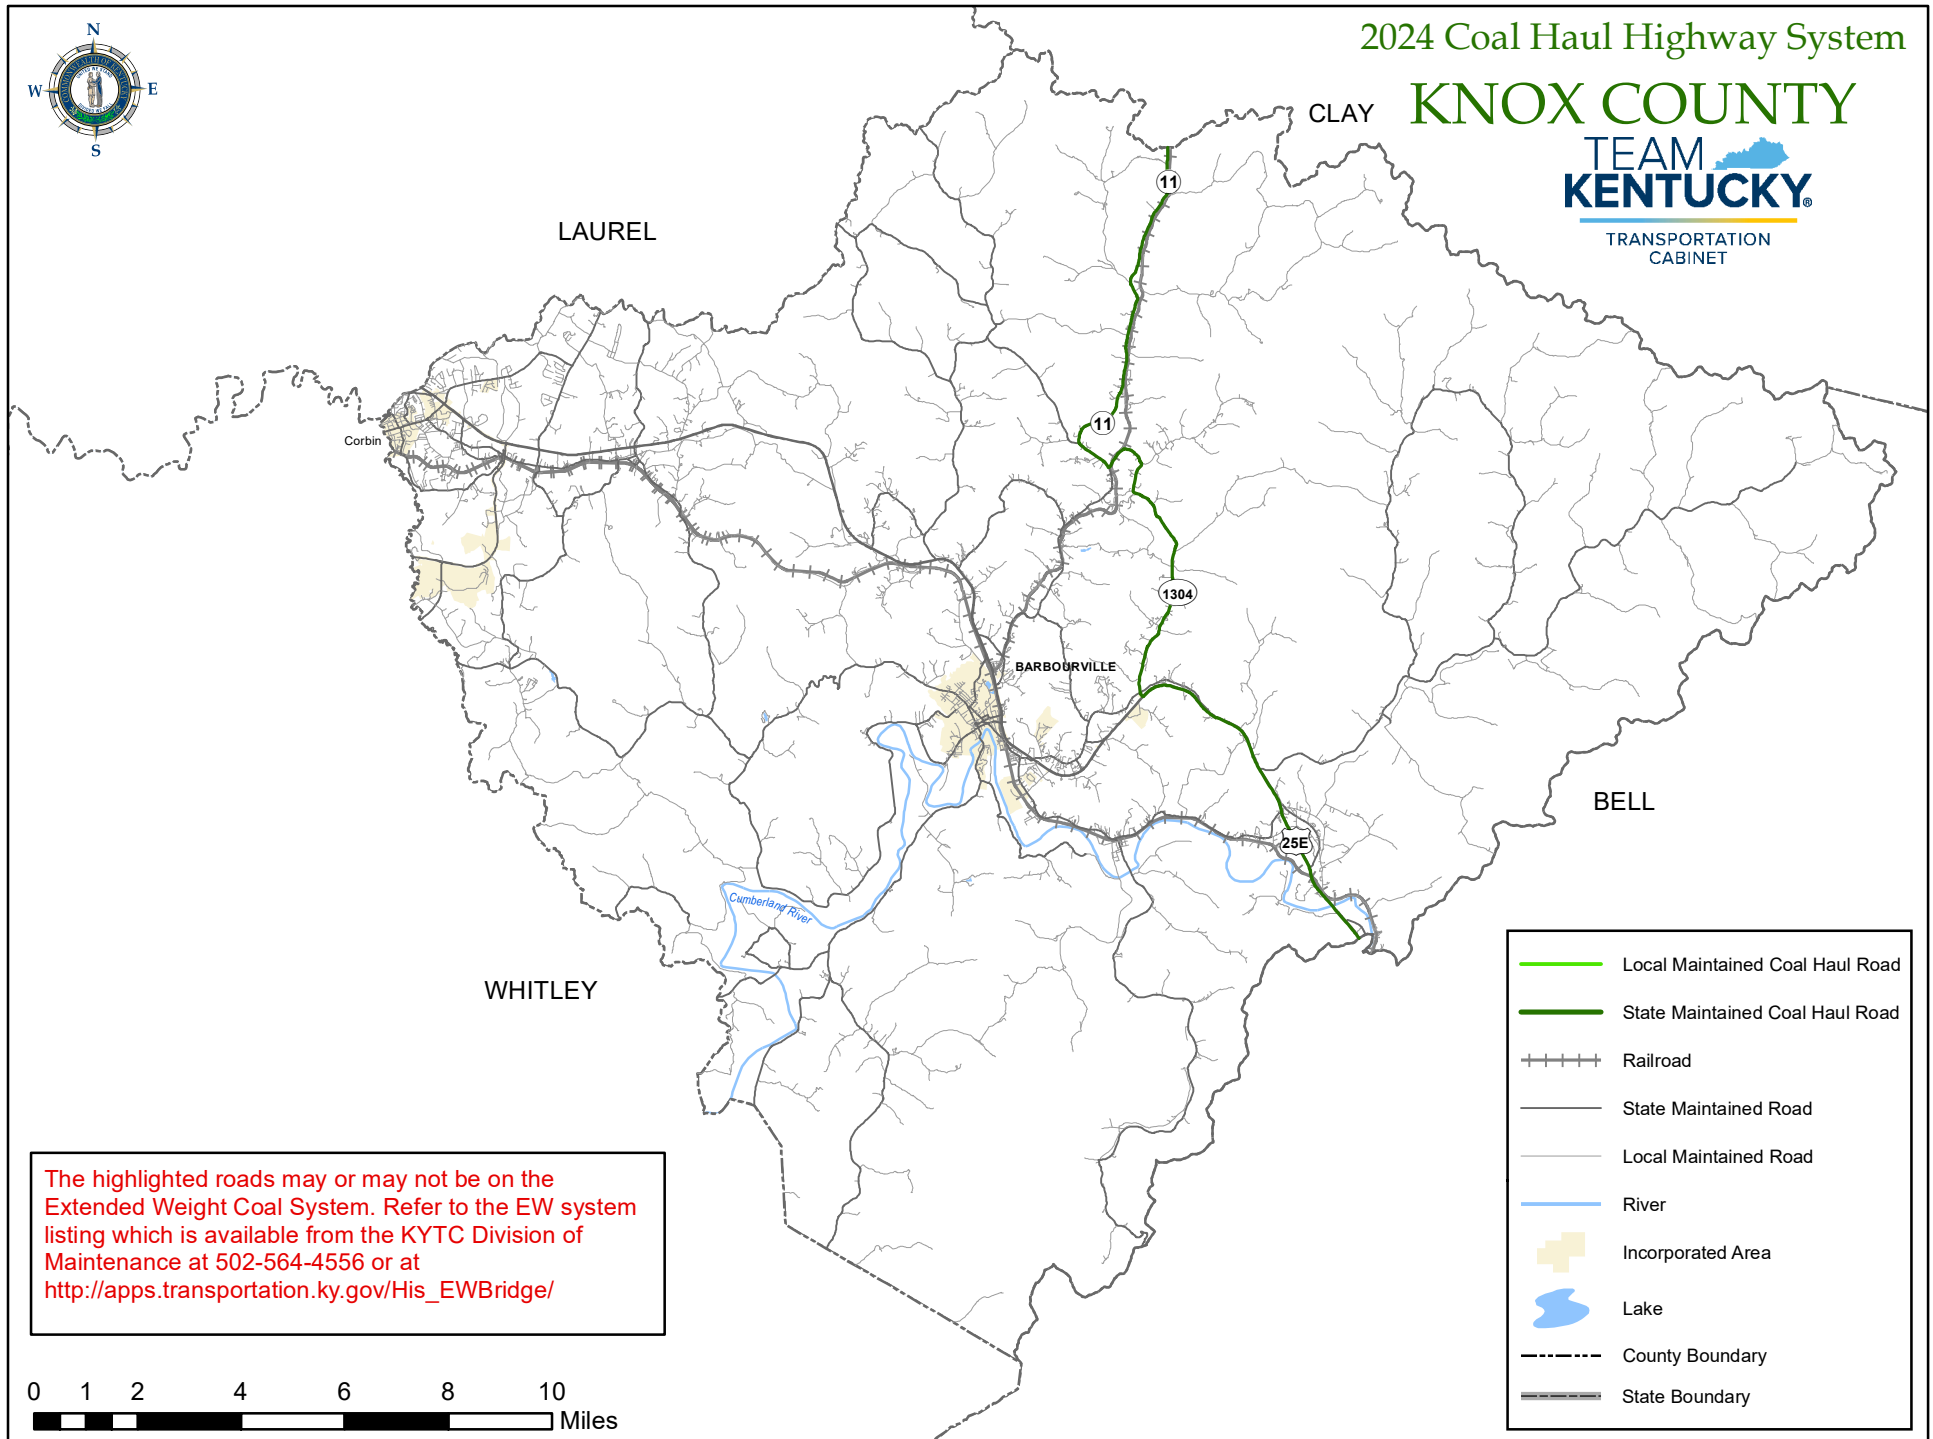 2024 Coal Haul Highway System
KNOX COUNTY
TEAM
KENTUCKY®
TRANSPORTATION
CABINET
N
W
E
S
CLAY
LAUREL
11
11
Corbin
1304
BARBOURVILLE
BELL
25E
Cumberland River
WHITLEY
Local Maintained Coal Haul Road
State Maintained Coal Haul Road
Railroad
State Maintained Road
Local Maintained Road
River
Incorporated Area
Lake
County Boundary
State Boundary
The highlighted roads may or may not be on the
Extended Weight Coal System. Refer to the EW system
listing which is available from the KYTC Division of
Maintenance at 502-564-4556 or at
http://apps.transportation.ky.gov/His_EWBridge/
0 1 2 4 6 8 10
Miles